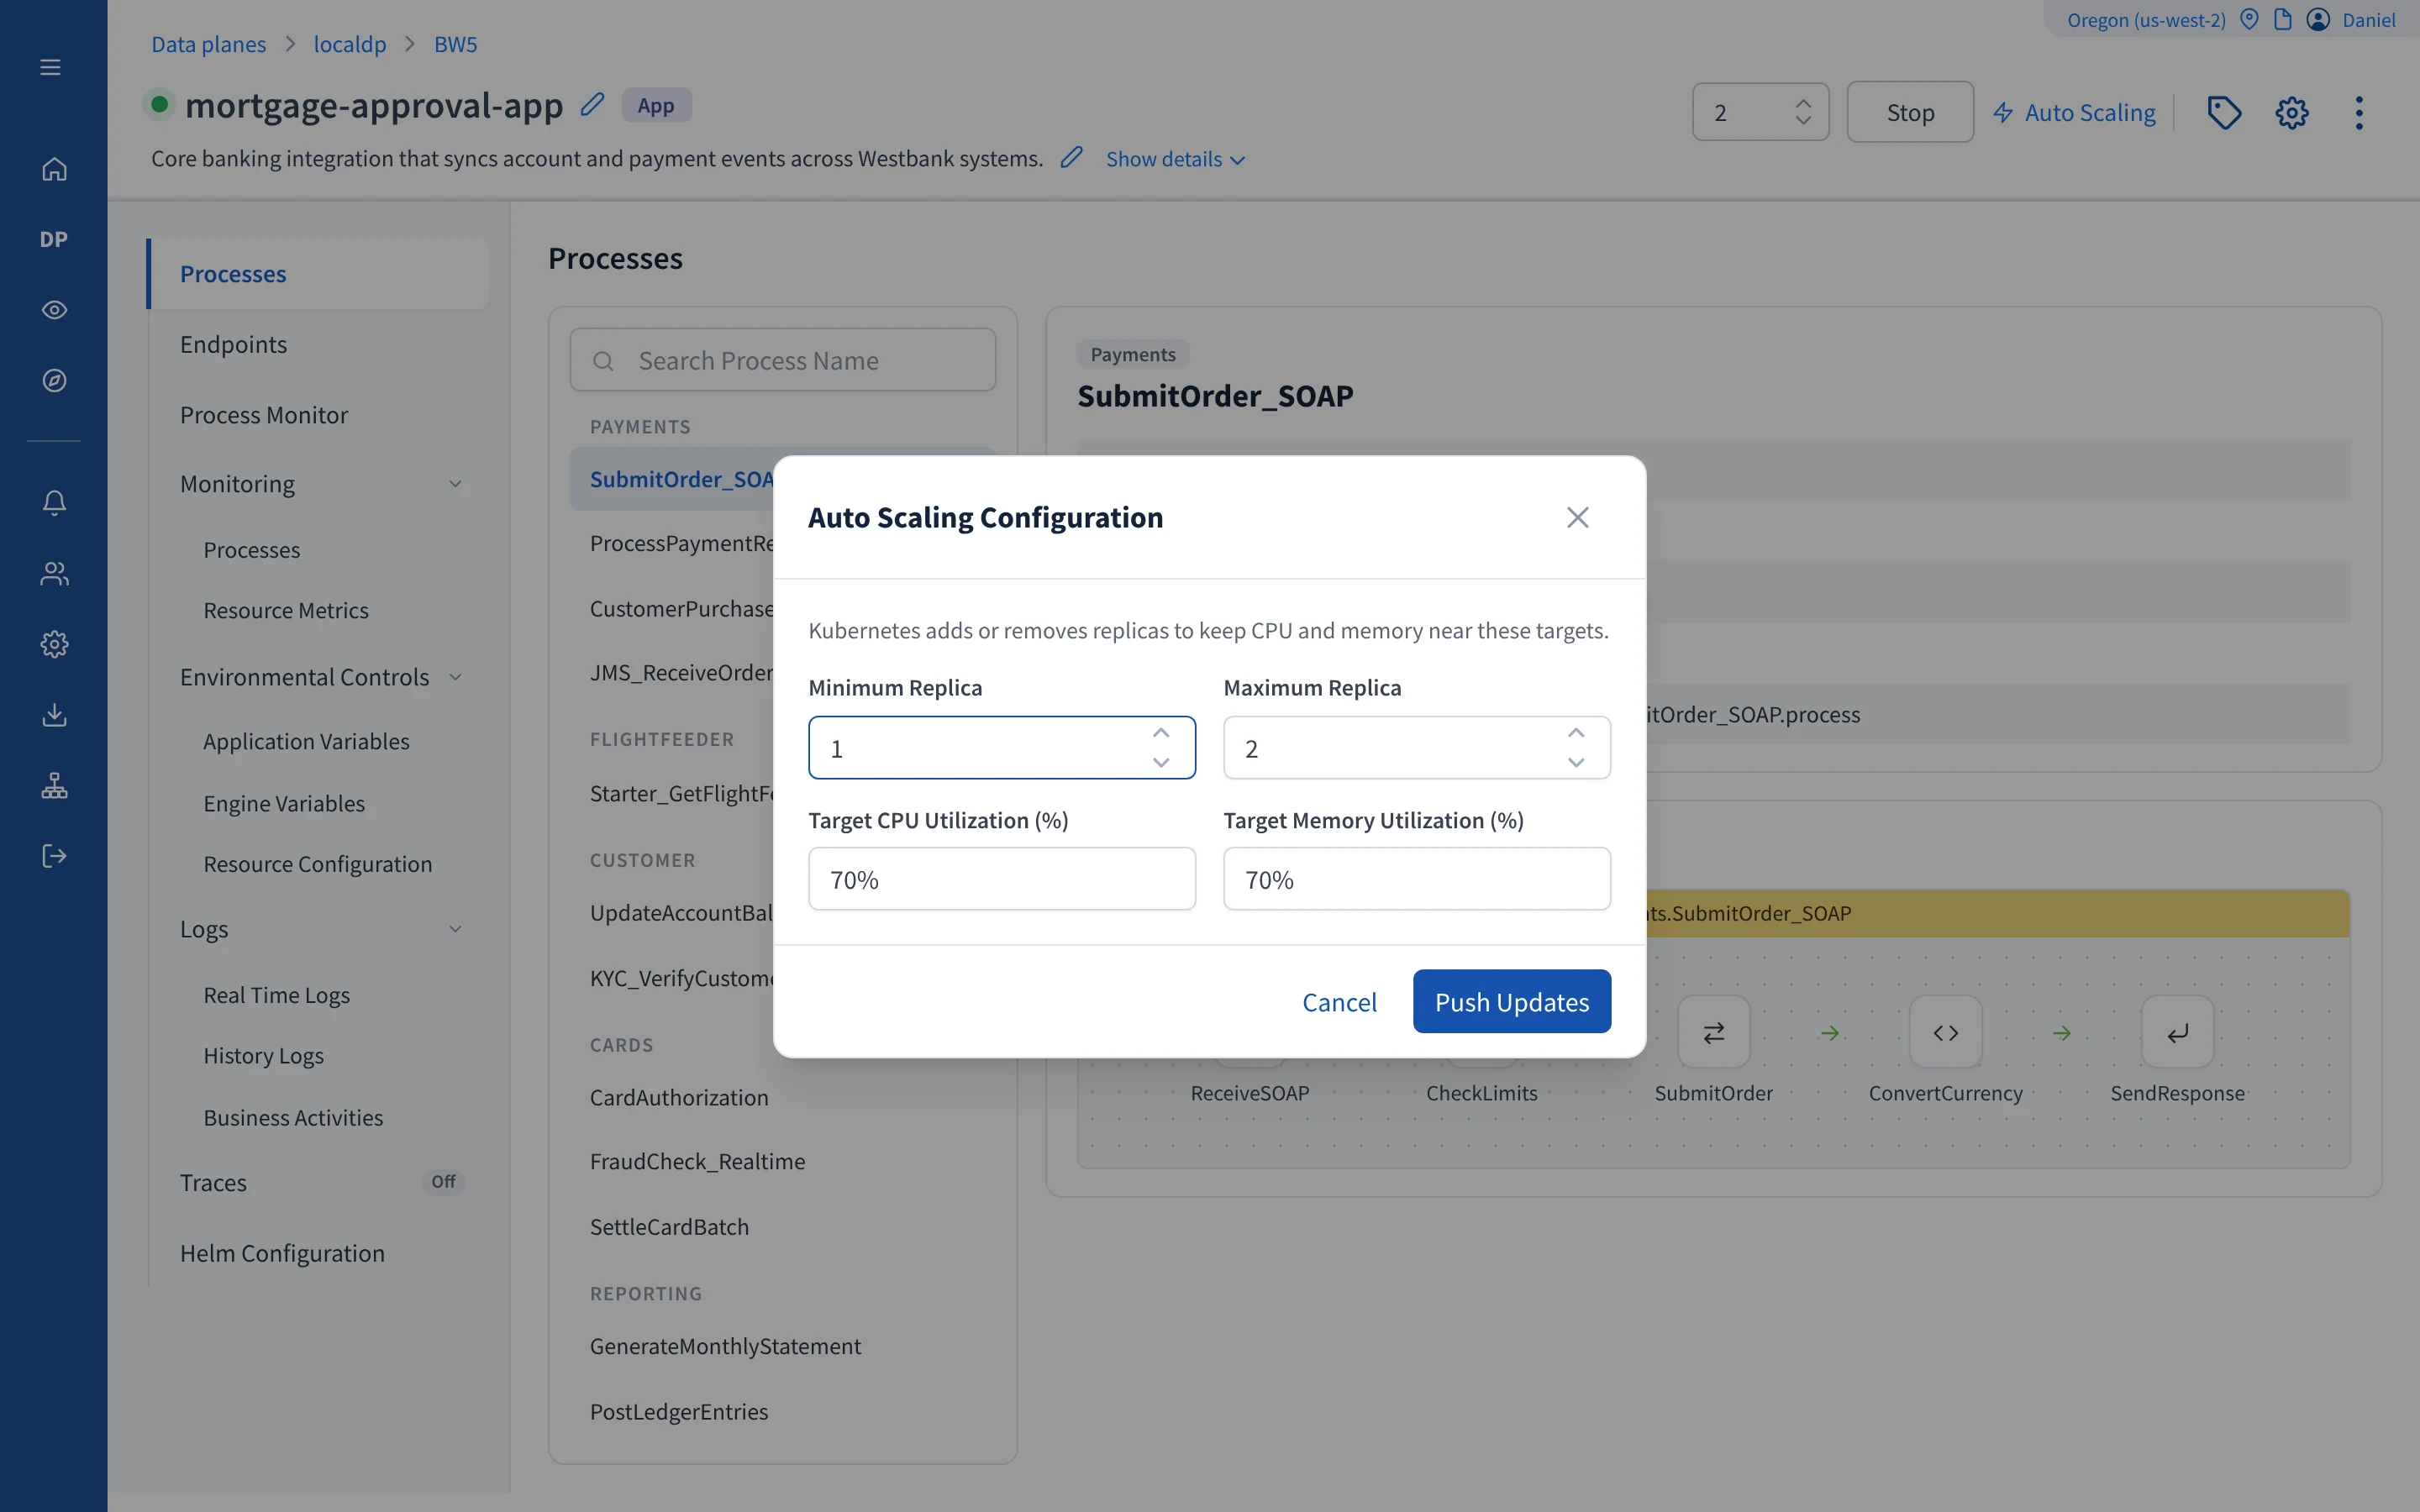 Oregon (us-west-2) Daniel
Data planes > localdp > BW5
mortgage-approval-app App
2 Stop Auto Scaling
Core banking integration that syncs account and payment events across Westbank systems. Show details
DP
Processes
Endpoints
Process Monitor
Monitoring
Processes
Resource Metrics
Environmental Controls
Application Variables
Engine Variables
Resource Configuration
Logs
Real Time Logs
History Logs
Business Activities
Traces Off
Helm Configuration
Processes
Search Process Name
PAYMENTS
SubmitOrder_SOA
ProcessPaymentRe
CustomerPurchase
JMS_ReceiveOrder
FLIGHTFEEDER
Starter_GetFlightFe
CUSTOMER
UpdateAccountBal
KYC_VerifyCustome
CARDS
CardAuthorization
FraudCheck_Realtime
SettleCardBatch
REPORTING
GenerateMonthlyStatement
PostLedgerEntries
Payments
SubmitOrder_SOAP
itOrder_SOAP.process
ts.SubmitOrder_SOAP
ReceiveSOAP CheckLimits SubmitOrder ConvertCurrency SendResponse
Auto Scaling Configuration
Kubernetes adds or removes replicas to keep CPU and memory near these targets.
Minimum Replica Maximum Replica
1 2
Target CPU Utilization (%) Target Memory Utilization (%)
70% 70%
Cancel Push Updates